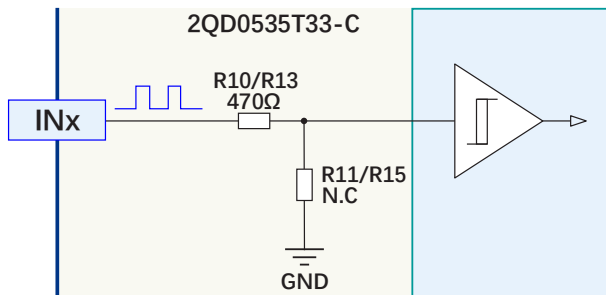 2QD0535T33-C
R10/R13
470Ω
INx
R11/R15
N.C
GND